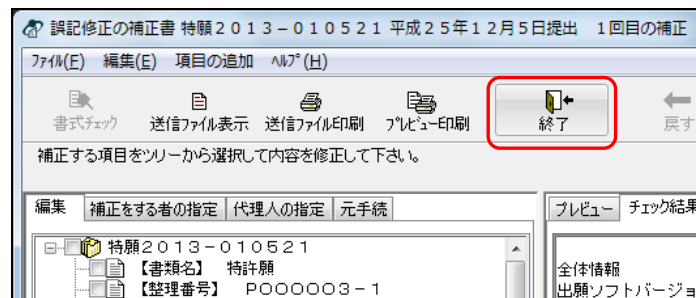 誤記修正の補正書 特願２０１３－０１０５２１ 平成２５年１２月５日提出　１回目の補正
ﾌｧｲﾙ(F)　編集(E)　項目の追加　ﾍﾙﾌﾟ(H)
書式ﾁｪｯｸ　送信ﾌｧｲﾙ表示　送信ﾌｧｲﾙ印刷　ﾌﾟﾚﾋﾞｭｰ印刷　終了　戻す
補正する項目をツリーから選択して内容を修正して下さい。
編集　補正をする者の指定　代理人の指定　元手続　プレビュー　チェック結果
特願２０１３－０１０５２１
【書類名】　特許願　全体情報
【整理番号】　Ｐ００００００３－１　出願ソフトバージョ